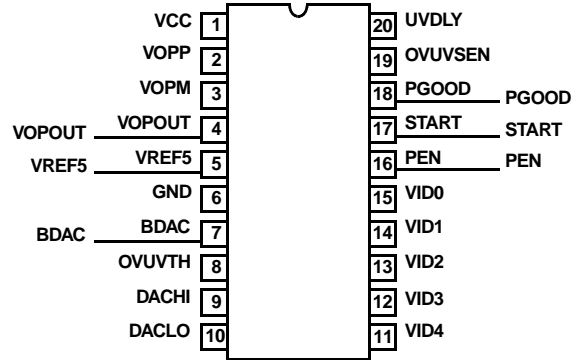 VCC 1 20 UVDLY
VOPP 2 19 OVUVSEN
VOPM 3 18 PGOOD PGOOD
VOPOUT VOPOUT 4 17 START START
VREF5 VREF5 5 16 PEN PEN
GND 6 15 VID0
BDAC BDAC 7 14 VID1
OVUVTH 8 13 VID2
DACHI 9 12 VID3
DACLO 10 11 VID4